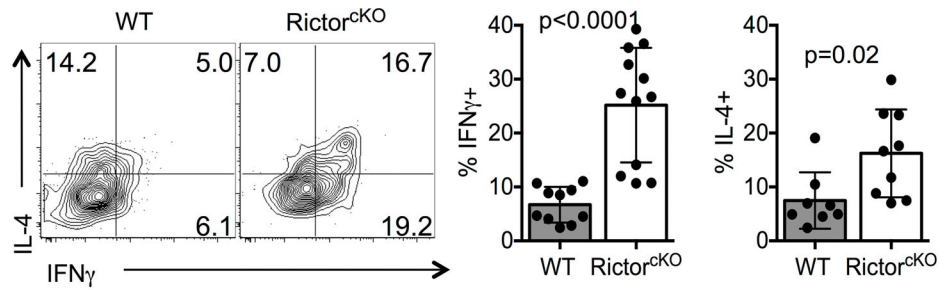 WT
Rictor^cKO
14.2
5.0
7.0
16.7
6.1
19.2
IL-4
IFNγ
p<0.0001
% IFNγ+
40
30
20
10
0
WT
Rictor^cKO
p=0.02
% IL-4+
40
30
20
10
0
WT
Rictor^cKO